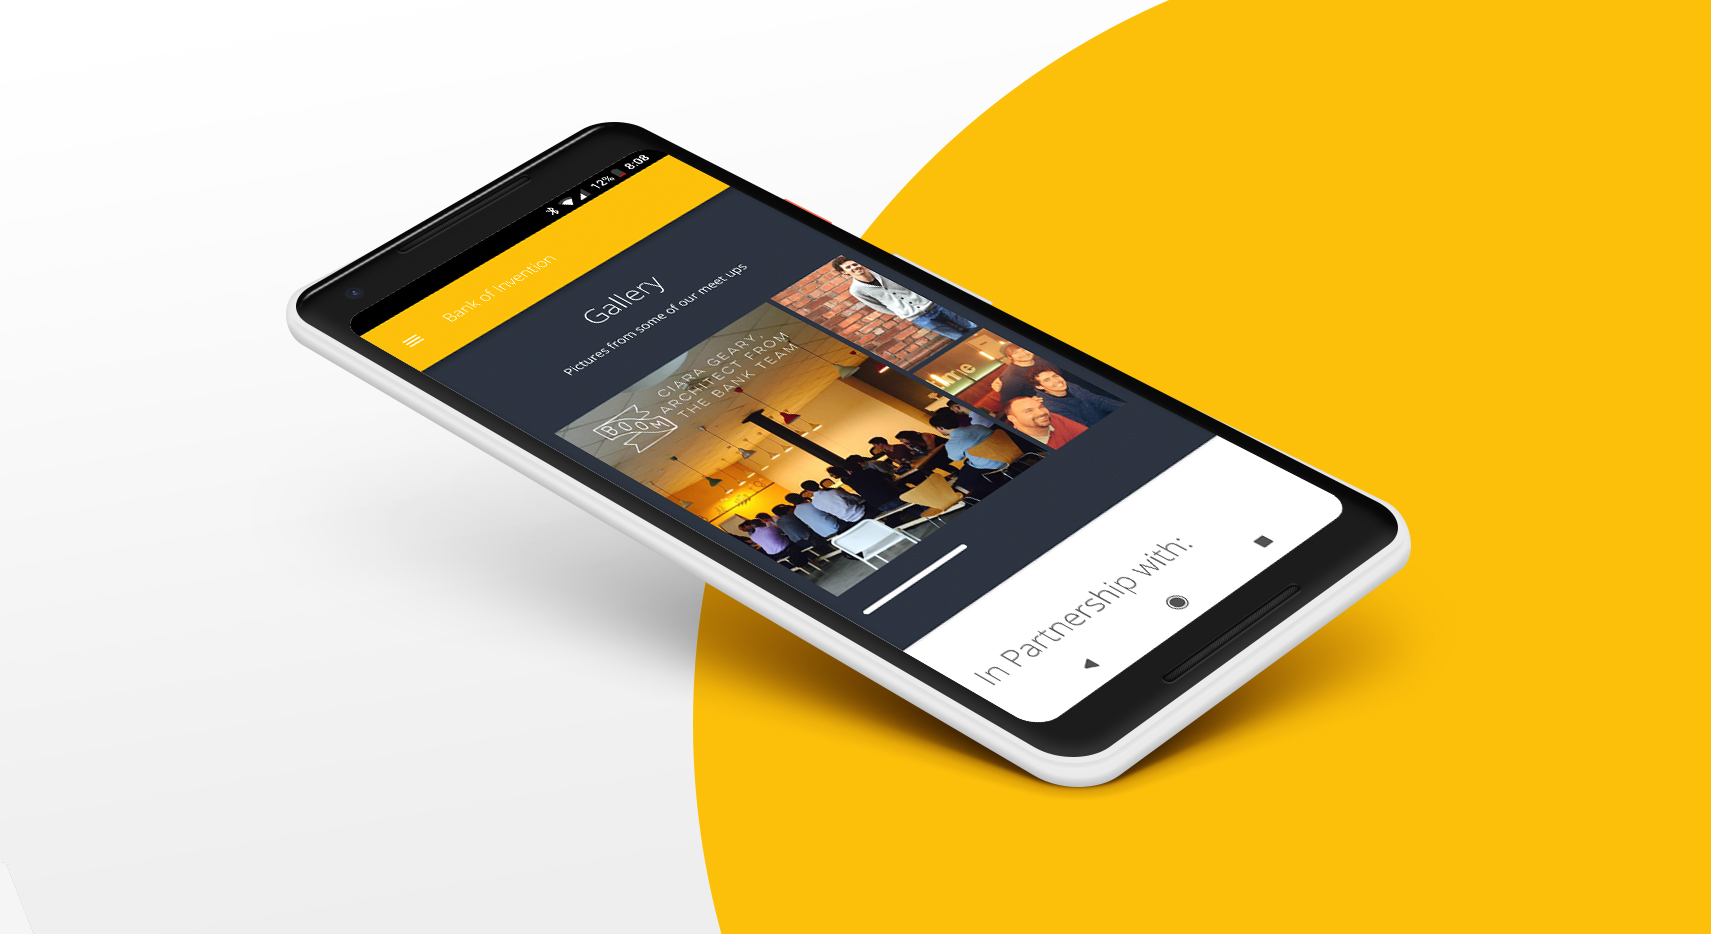 12% 8:08
Bank of Invention
Gallery
Pictures from some of our meet ups
CIARA GEARY,
ARCHITECT FROM
THE BANK TEAM
BOOM
In Partnership with: